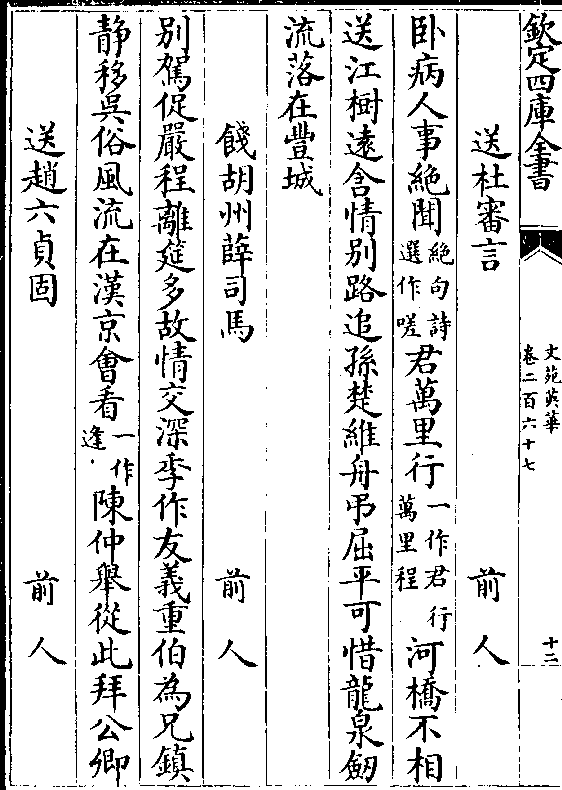 欽定四庫全書
文苑英華
卷二百六十七
十二
送杜審言 前人
卧病人事絶聞絶句詩選作嗟君萬里行一作君行萬里程河橋不相
送江樹遠含情别路追孫楚維舟弔屈平可惜龍泉劒
流落在豐城
餞胡州薛司馬 前人
别駕促嚴程離筵多故情交深季作友義重伯為兄鎮
静移呉俗風流在漢京會看一作逢陳仲舉從此拜公卿
送趙六貞固 前人